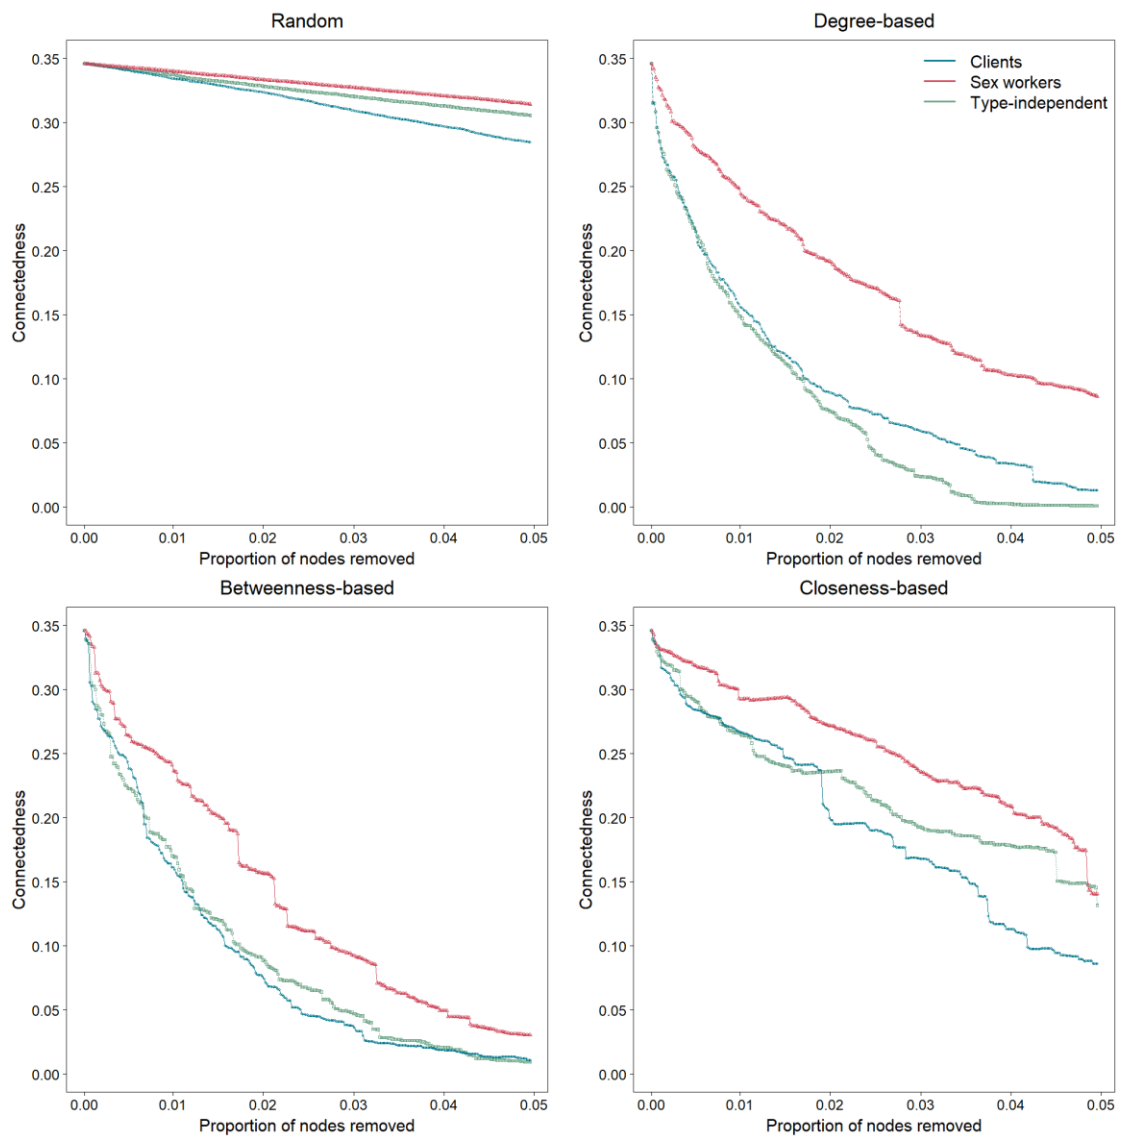 Random
0.35
0.30
0.25
0.20
0.15
0.10
0.05
0.00
Connectedness
0.00 0.01 0.02 0.03 0.04 0.05
Proportion of nodes removed
Degree-based
Clients
Sex workers
Type-independent
0.35
0.30
0.25
0.20
0.15
0.10
0.05
0.00
Connectedness
0.00 0.01 0.02 0.03 0.04 0.05
Proportion of nodes removed
Betweenness-based
0.35
0.30
0.25
0.20
0.15
0.10
0.05
0.00
Connectedness
0.00 0.01 0.02 0.03 0.04 0.05
Proportion of nodes removed
Closeness-based
0.35
0.30
0.25
0.20
0.15
0.10
0.05
0.00
Connectedness
0.00 0.01 0.02 0.03 0.04 0.05
Proportion of nodes removed